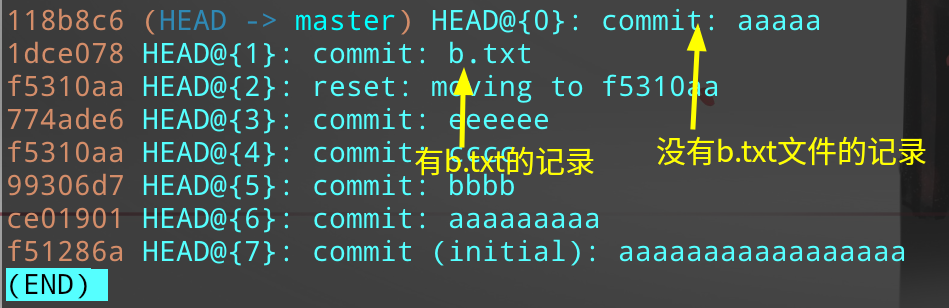 118b8c6 (HEAD -> master) HEAD@{0}: commit: aaaaa
1dce078 HEAD@{1}: commit: b.txt
f5310aa HEAD@{2}: reset: moving to f5310aa
774ade6 HEAD@{3}: commit: eeeeee
f5310aa HEAD@{4}: commit: cccc
有b.txt的记录
没有b.txt文件的记录
99306d7 HEAD@{5}: commit: bbbb
ce01901 HEAD@{6}: commit: aaaaaaaaa
f51286a HEAD@{7}: commit (initial): aaaaaaaaaaaaaaaaa
(END)